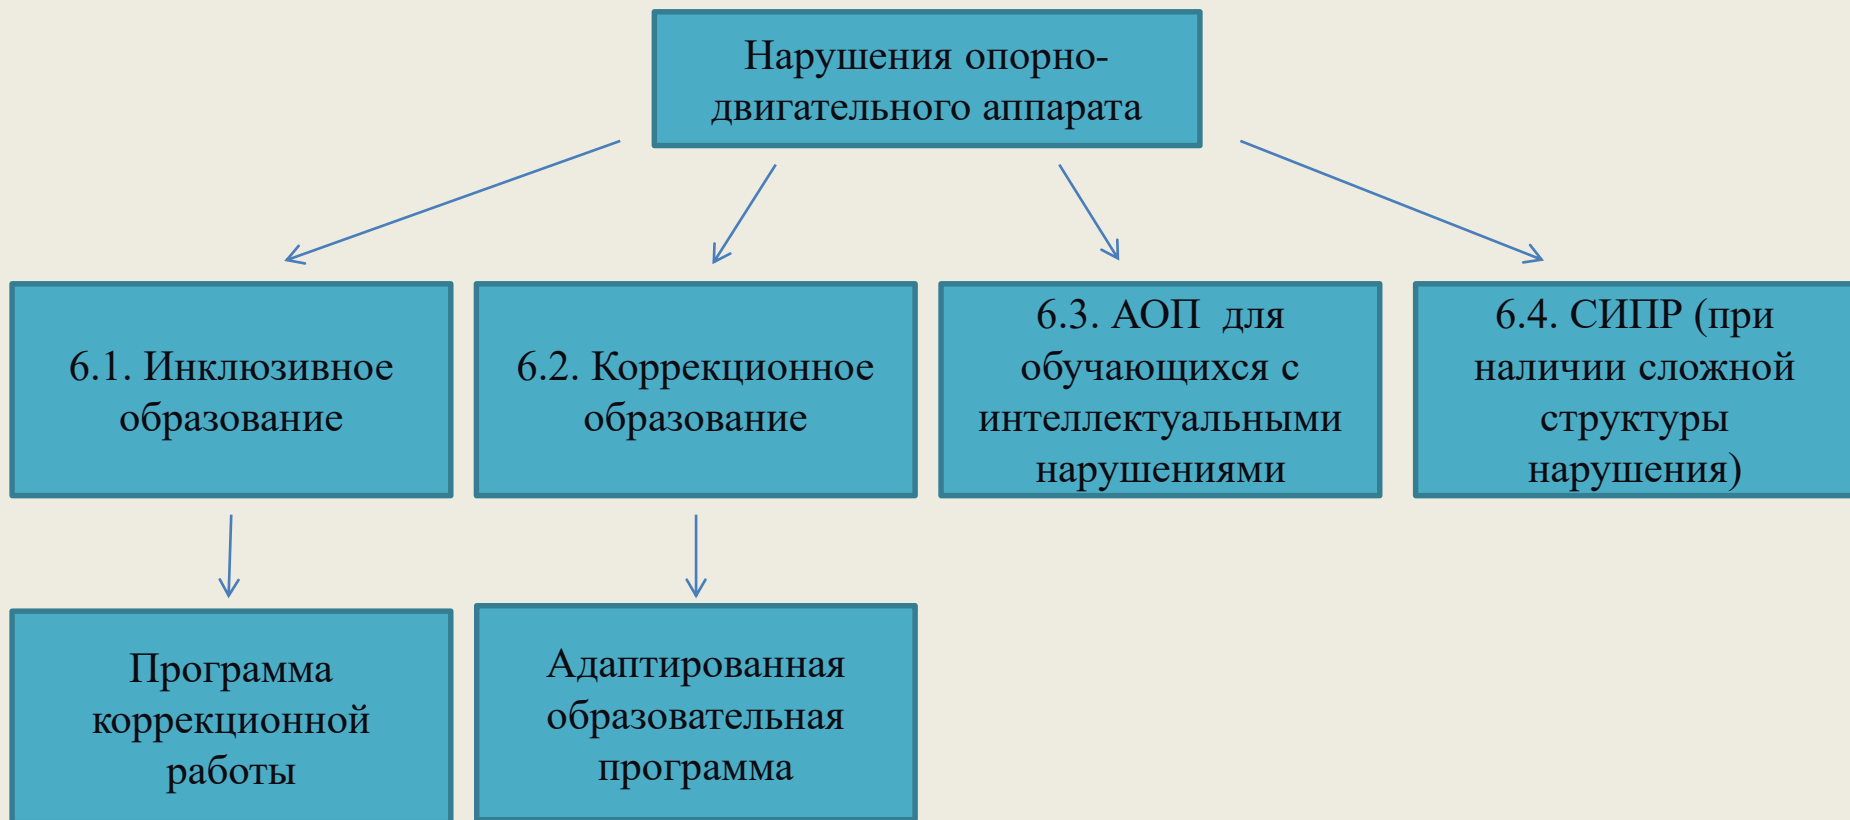 Нарушения опорно-
двигательного аппарата
6.1. Инклюзивное
образование
6.2. Коррекционное
образование
6.3. АОП для
обучающихся с
интеллектуальными
нарушениями
6.4. СИПР (при
наличии сложной
структуры
нарушения)
Программа
коррекционной
работы
Адаптированная
образовательная
программа